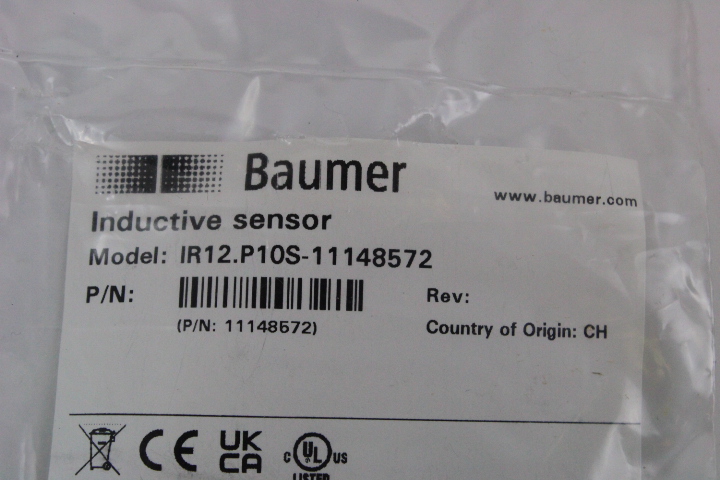 Baumer
www.baumer.com
Inductive sensor
Model: IR12.P10S-11148572
P/N:
Rev:
(P/N: 11148572)
Country of Origin: CH
CE
UK
CA
c UL us
LISTED